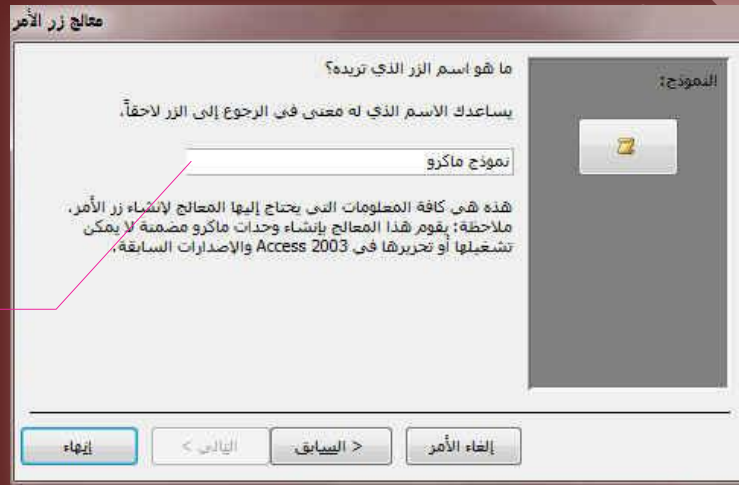 معالج زر الأمر
النموذج:
ما هو اسم الزر الذي تريده؟
يساعدك الاسم الذي له معنى في الرجوع إلى الزر لاحقاً.
نموذج ماكرو
هذه هي كافة المعلومات التي يحتاج إليها المعالج لإنشاء زر الأمر.
ملاحظة: يقوم هذا المعالج بإنشاء وحدات ماكرو مضمنة لا يمكن
تشغيلها أو تحريرها في Access 2003 والإصدارات السابقة.
إلغاء الأمر
< السابق
التالي >
إنهاء